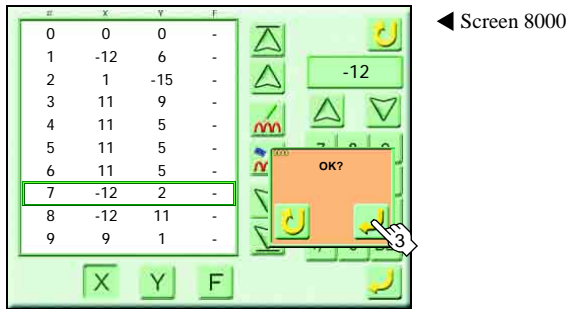 ◀ Screen 8000
# X Y F
0 0 0 -
1 -12 6 -
2 1 -15 -
3 11 9 -
4 11 5 -
5 11 5 -
6 11 5 -
7 -12 2 -
8 -12 11 -
9 9 1 -
-12
OK?
3
X Y F